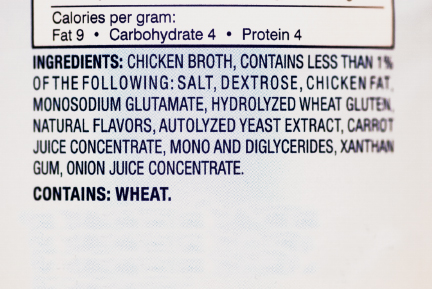 Calories per gram:
Fat 9 • Carbohydrate 4 • Protein 4
INGREDIENTS: CHICKEN BROTH, CONTAINS LESS THAN 1%
OF THE FOLLOWING: SALT, DEXTROSE, CHICKEN FAT,
MONOSODIUM GLUTAMATE, HYDROLYZED WHEAT GLUTEN,
NATURAL FLAVORS, AUTOLYZED YEAST EXTRACT, CARROT
JUICE CONCENTRATE, MONO AND DIGLYCERIDES, XANTHAN
GUM, ONION JUICE CONCENTRATE.
CONTAINS: WHEAT.